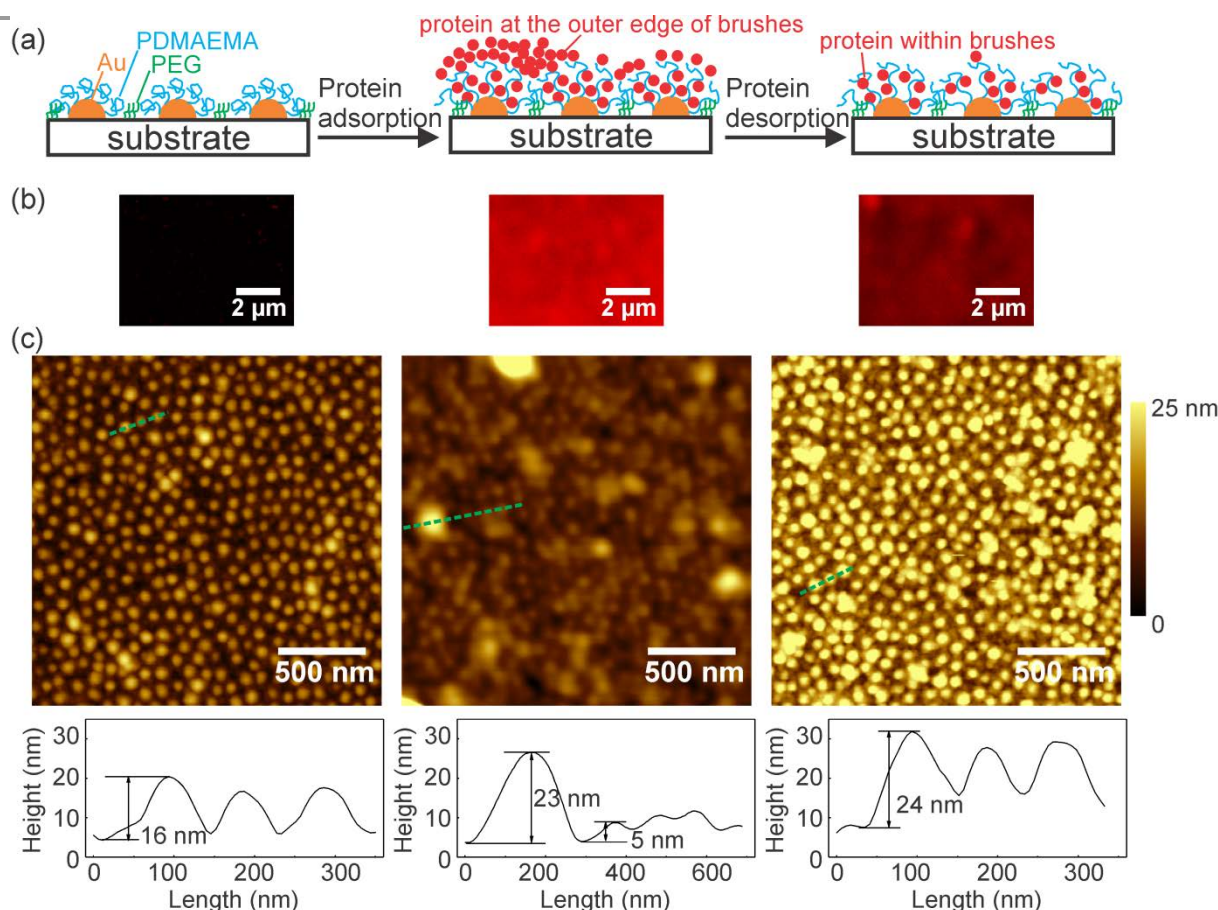 (a)
PDMAEMA
Au
PEG
substrate
Protein
adsorption
protein at the outer edge of brushes
substrate
Protein
desorption
protein within brushes
substrate
(b)
2 μm
2 μm
2 μm
(c)
500 nm
500 nm
500 nm
25 nm
0
Height (nm)
30
20
10
0
16 nm
0 100 200 300
Length (nm)
Height (nm)
30
20
10
0
23 nm
5 nm
0 200 400 600
Length (nm)
Height (nm)
30
20
10
0
24 nm
0 100 200 300
Length (nm)